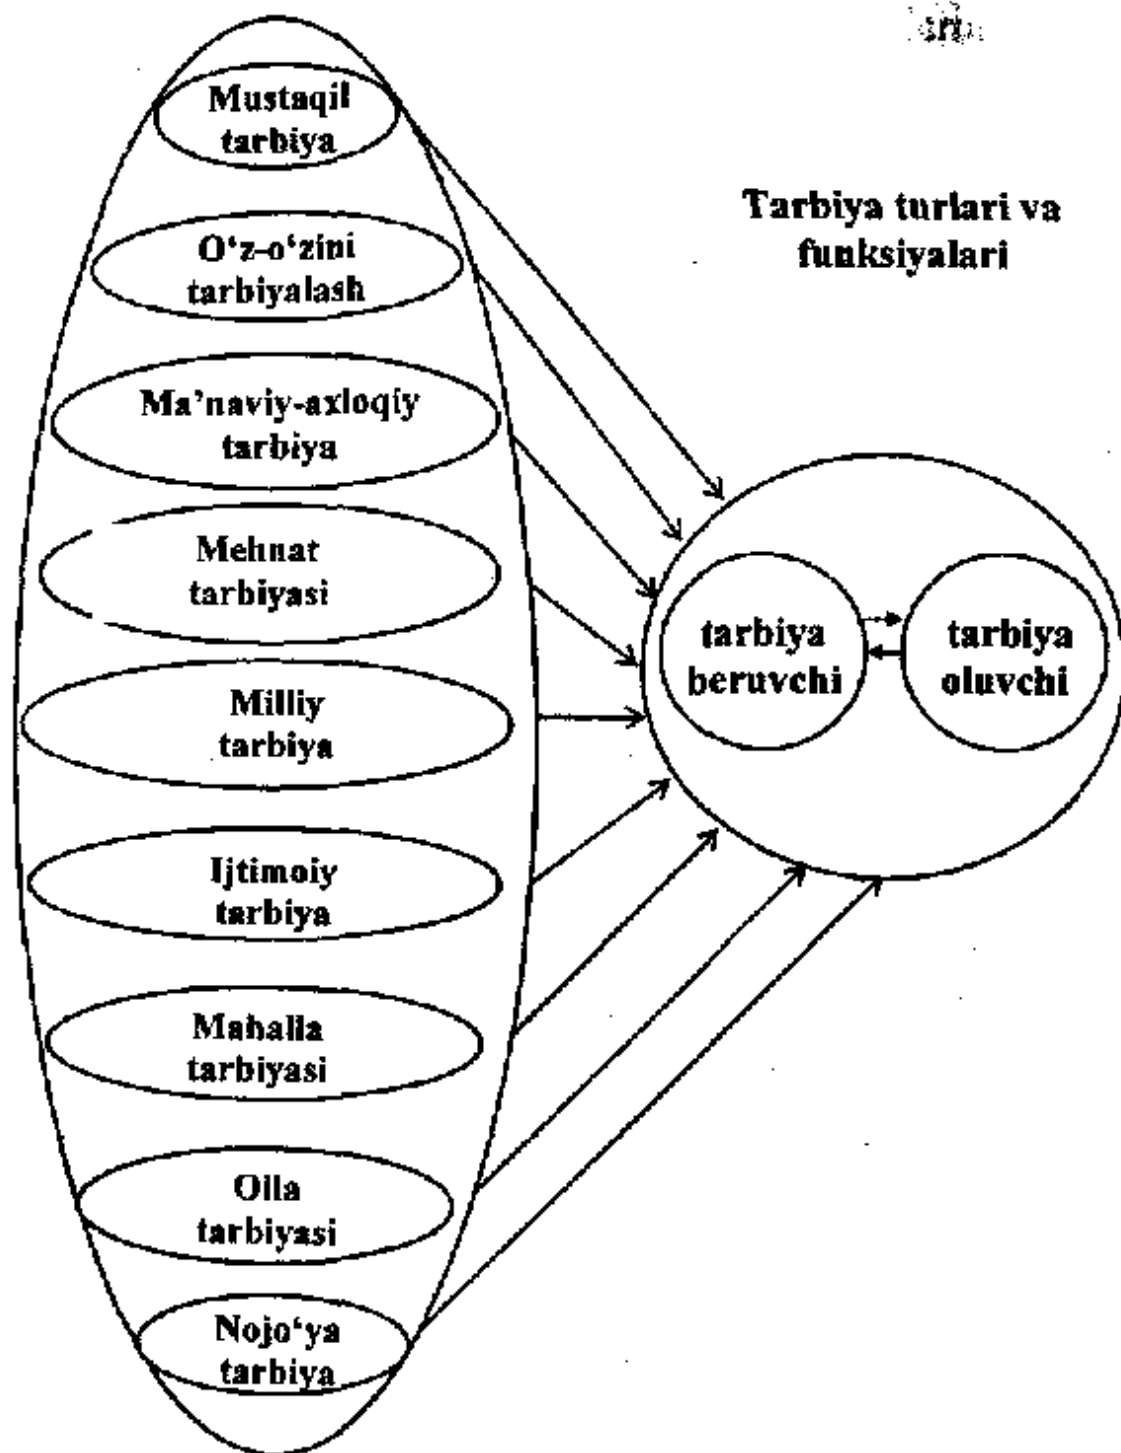 Tarbiya turlari va
funksiyalari
Mustaqil
tarbiya
O‘z-o‘zini
tarbiyalash
Ma’naviy-axloqiy
tarbiya
Mehnat
tarbiyasi
Milliy
tarbiya
Ijtimoiy
tarbiya
Mahalla
tarbiyasi
Oila
tarbiyasi
Nojo‘ya
tarbiya
tarbiya
beruvchi
tarbiya
oluvchi